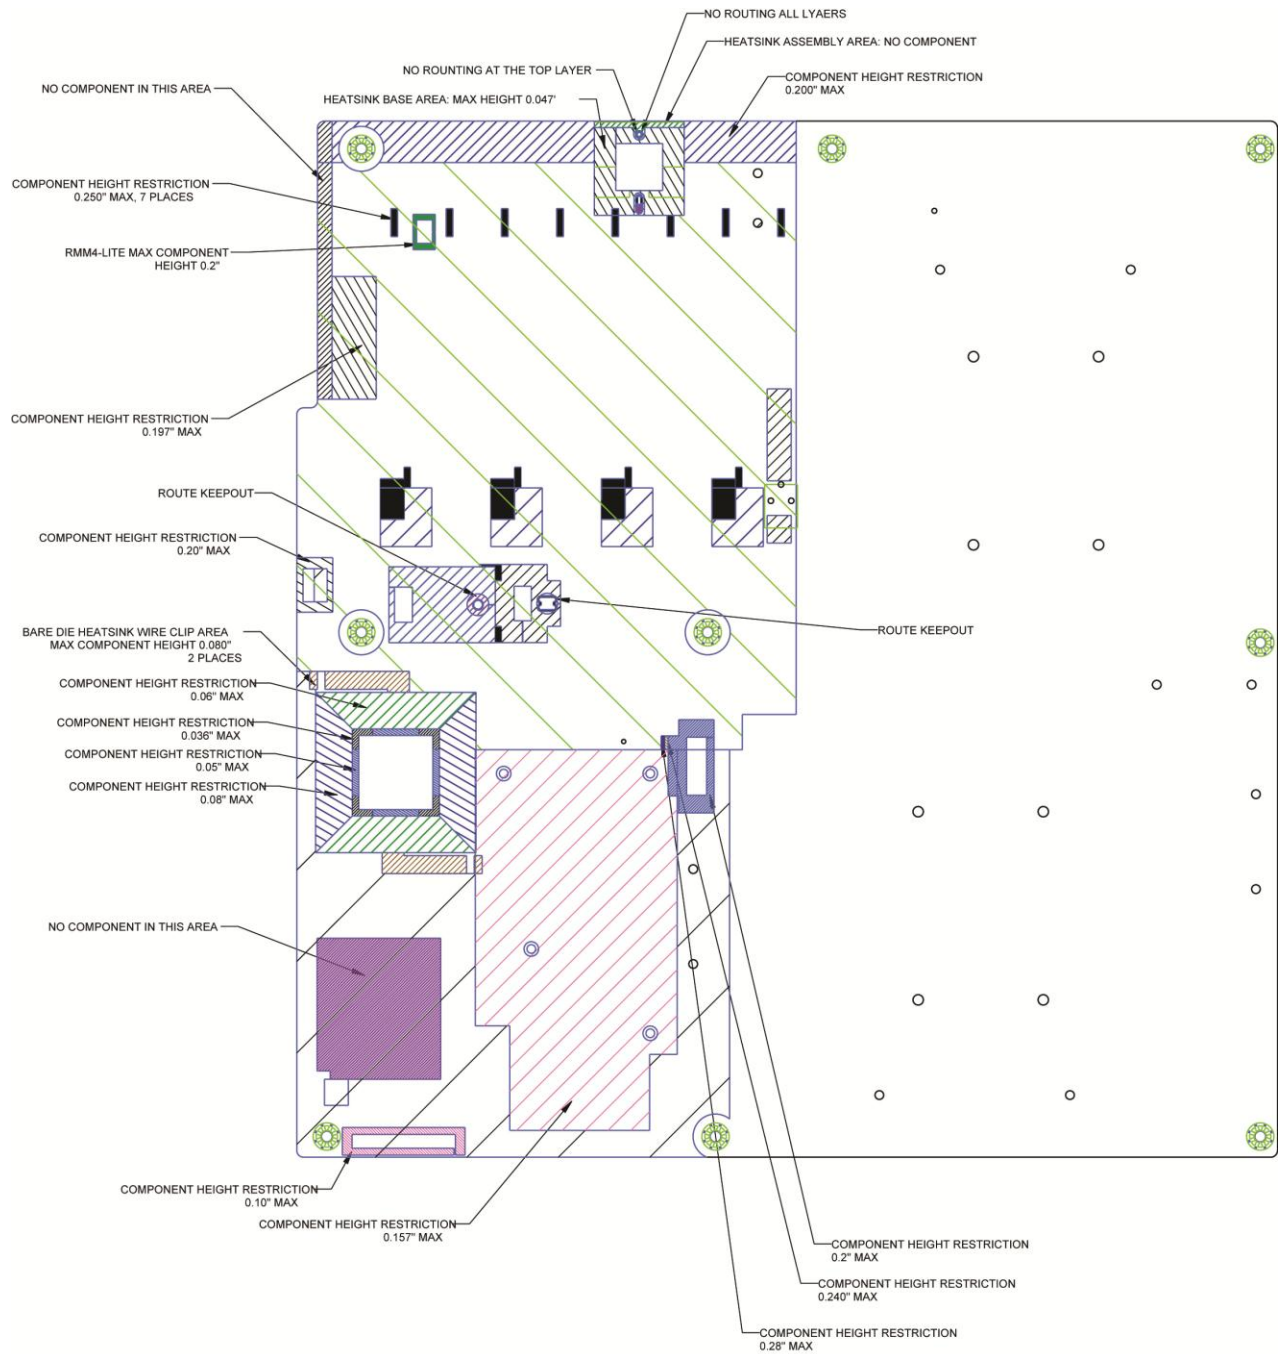 NO ROUTING ALL LYAERS
HEATSINK ASSEMBLY AREA: NO COMPONENT
NO ROUNTING AT THE TOP LAYER
COMPONENT HEIGHT RESTRICTION
0.200" MAX
NO COMPONENT IN THIS AREA
HEATSINK BASE AREA: MAX HEIGHT 0.047'
COMPONENT HEIGHT RESTRICTION
0.250" MAX, 7 PLACES
RMM4-LITE MAX COMPONENT
HEIGHT 0.2"
COMPONENT HEIGHT RESTRICTION
0.197" MAX
ROUTE KEEPOUT
COMPONENT HEIGHT RESTRICTION
0.20" MAX
BARE DIE HEATSINK WIRE CLIP AREA
MAX COMPONENT HEIGHT 0.080"
2 PLACES
ROUTE KEEPOUT
COMPONENT HEIGHT RESTRICTION
0.06" MAX
COMPONENT HEIGHT RESTRICTION
0.036" MAX
COMPONENT HEIGHT RESTRICTION
0.05" MAX
COMPONENT HEIGHT RESTRICTION
0.08" MAX
NO COMPONENT IN THIS AREA
COMPONENT HEIGHT RESTRICTION
0.10" MAX
COMPONENT HEIGHT RESTRICTION
0.157" MAX
COMPONENT HEIGHT RESTRICTION
0.2" MAX
COMPONENT HEIGHT RESTRICTION
0.240" MAX
COMPONENT HEIGHT RESTRICTION
0.28" MAX